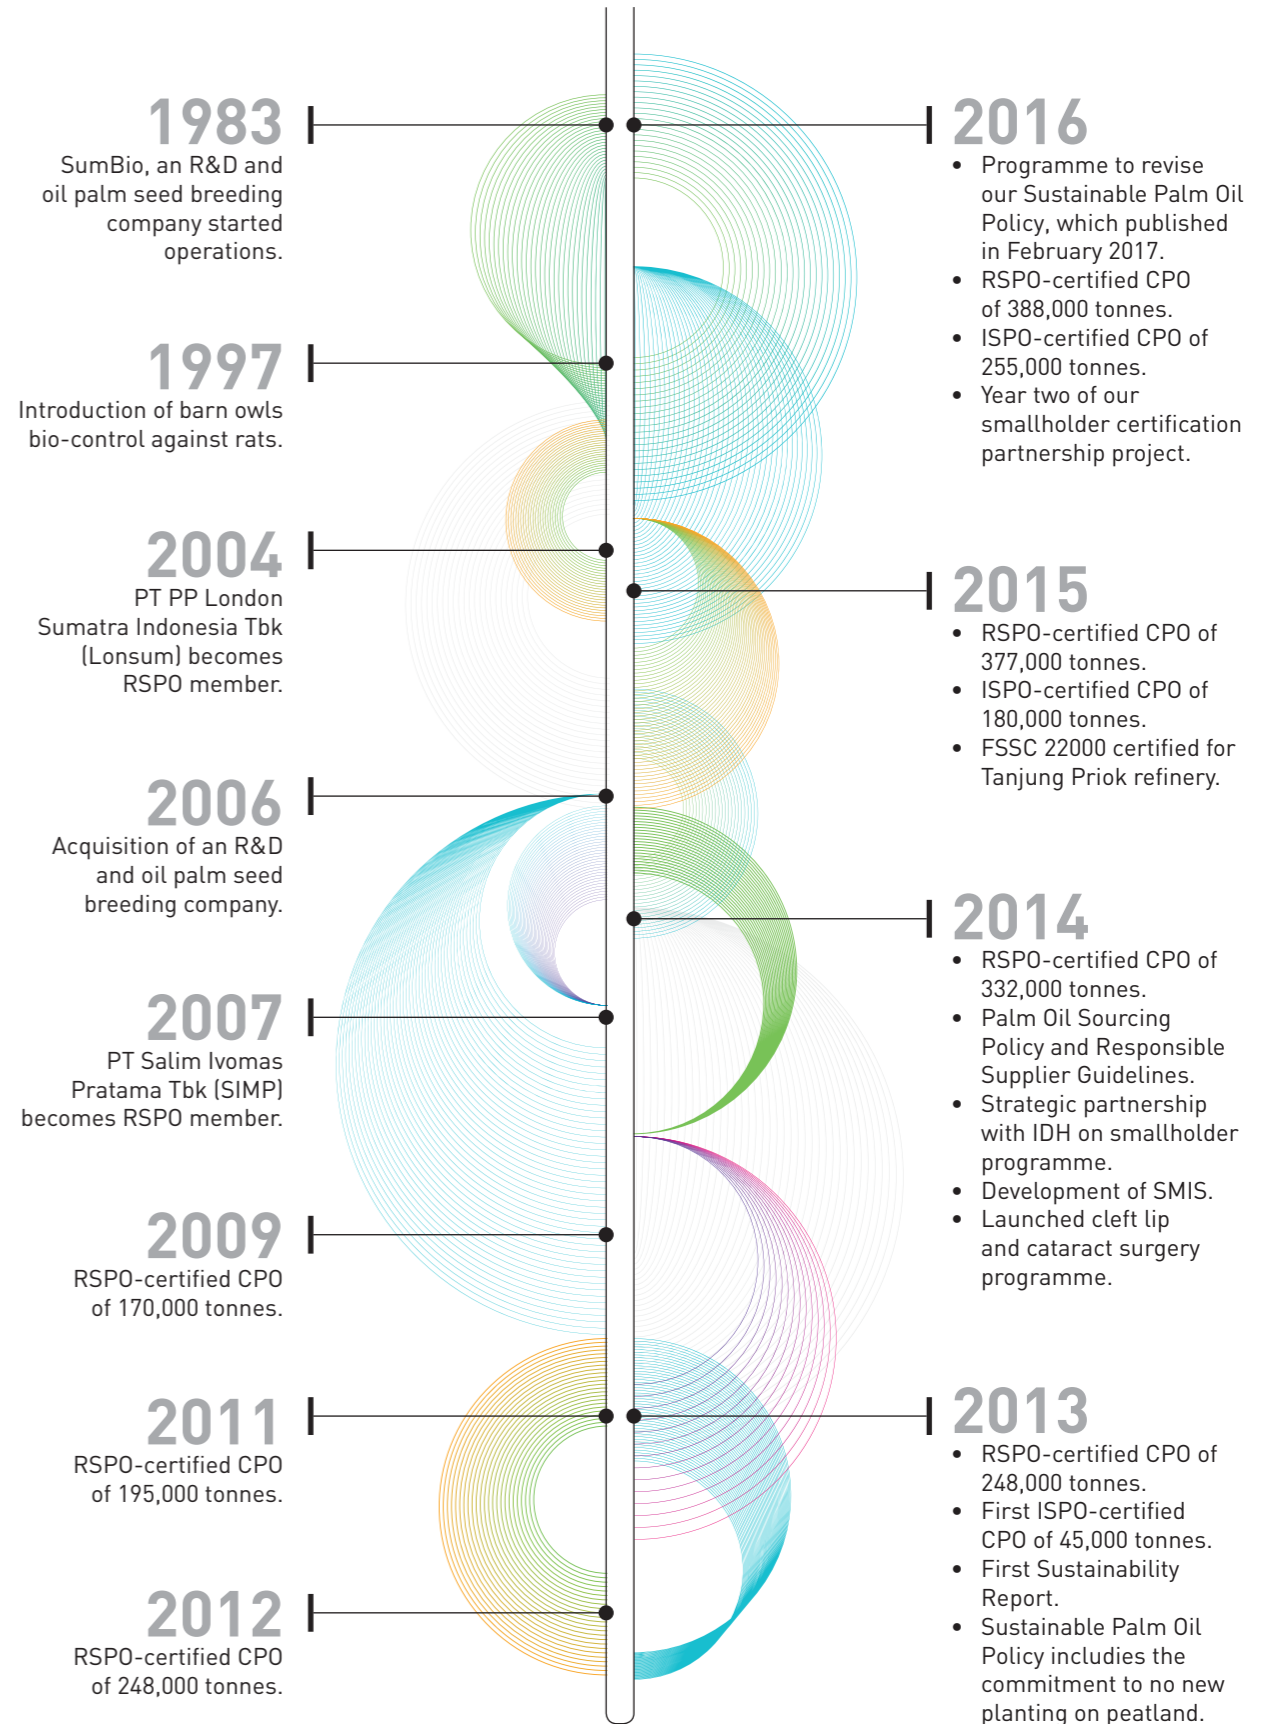 1983
SumBio, an R&D and
oil palm seed breeding
company started
operations.
1997
Introduction of barn owls
bio-control against rats.
2004
PT PP London
Sumatra Indonesia Tbk
(Lonsum) becomes
RSPO member.
2006
Acquisition of an R&D
and oil palm seed
breeding company.
2007
PT Salim Ivomas
Pratama Tbk (SIMP)
becomes RSPO member.
2009
RSPO-certified CPO
of 170,000 tonnes.
2011
RSPO-certified CPO
of 195,000 tonnes.
2012
RSPO-certified CPO
of 248,000 tonnes.
2016
• Programme to revise
our Sustainable Palm Oil
Policy, which published
in February 2017.
• RSPO-certified CPO
of 388,000 tonnes.
• ISPO-certified CPO of
255,000 tonnes.
• Year two of our
smallholder certification
partnership project.
2015
• RSPO-certified CPO of
377,000 tonnes.
• ISPO-certified CPO of
180,000 tonnes.
• FSSC 22000 certified for
Tanjung Priok refinery.
2014
• RSPO-certified CPO of
332,000 tonnes.
• Palm Oil Sourcing
Policy and Responsible
Supplier Guidelines.
• Strategic partnership
with IDH on smallholder
programme.
• Development of SMIS.
• Launched cleft lip
and cataract surgery
programme.
2013
• RSPO-certified CPO of
248,000 tonnes.
• First ISPO-certified
CPO of 45,000 tonnes.
• First Sustainability
Report.
• Sustainable Palm Oil
Policy includies the
commitment to no new
planting on peatland.